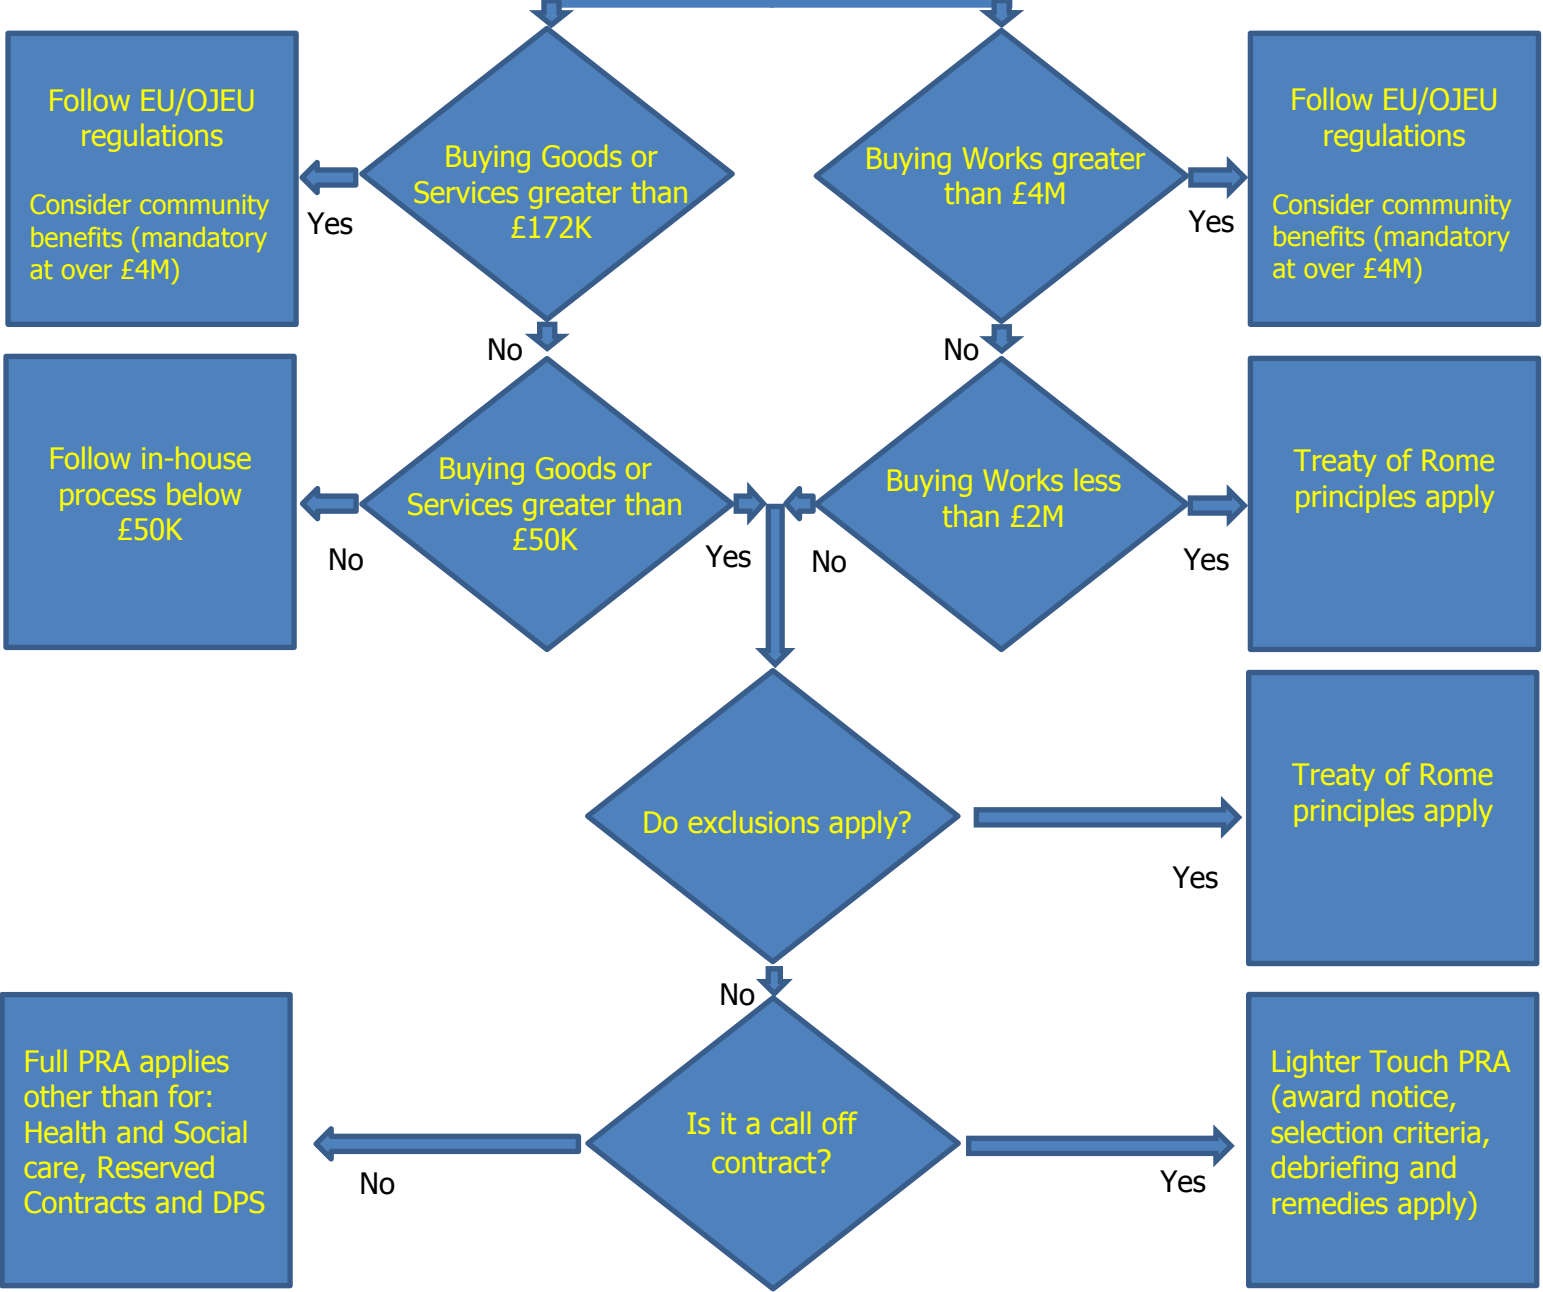 Follow EU/OJEU
regulations
Consider community
benefits (mandatory
at over £4M)
Yes
Buying Goods or
Services greater than
£172K
Buying Works greater
than £4M
Yes
Follow EU/OJEU
regulations
Consider community
benefits (mandatory
at over £4M)
No
No
Follow in-house
process below
£50K
No
Buying Goods or
Services greater than
£50K
Yes
No
Buying Works less
than £2M
Yes
Treaty of Rome
principles apply
Do exclusions apply?
Yes
Treaty of Rome
principles apply
No
Full PRA applies
other than for:
Health and Social
care, Reserved
Contracts and DPS
No
Is it a call off
contract?
Yes
Lighter Touch PRA
(award notice,
selection criteria,
debriefing and
remedies apply)